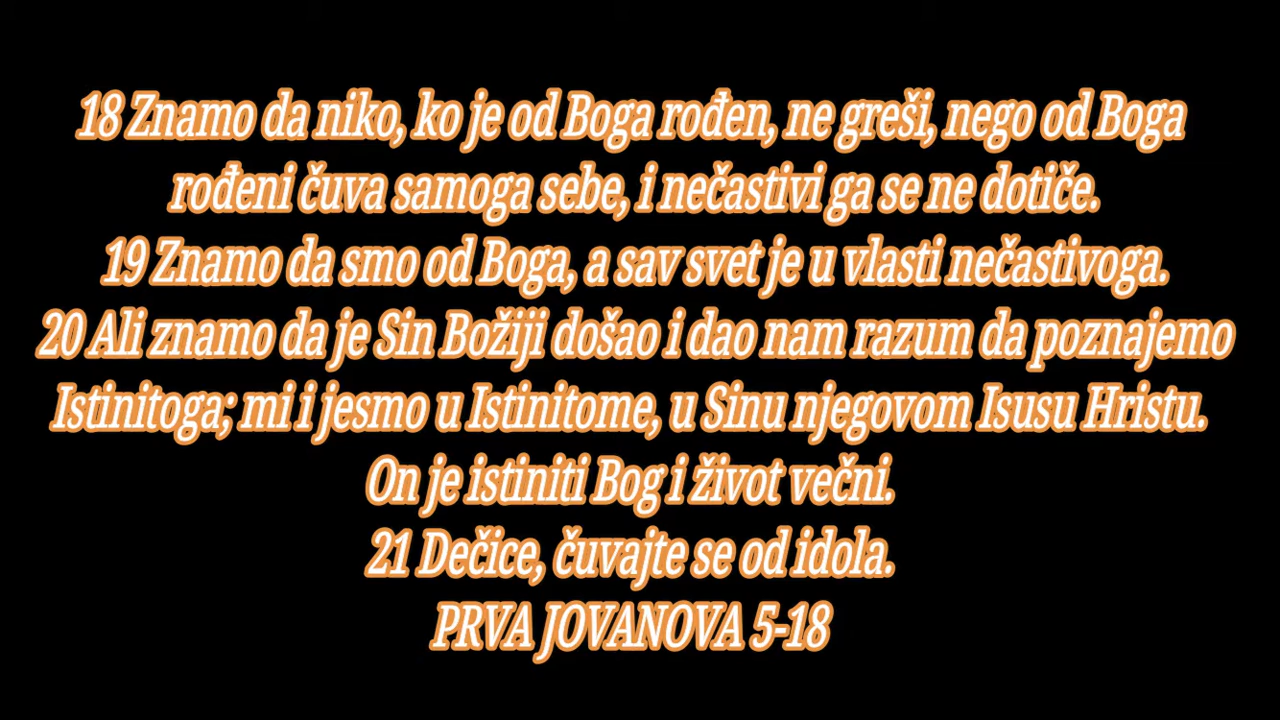 18 Znamo da niko, ko je od Boga rođen, ne greši, nego od Boga
rođeni čuva samoga sebe, i nečastivi ga se ne dotiče.
19 Znamo da smo od Boga, a sav svet je u vlasti nečastivoga.
20 Ali znamo da je Sin Božiji došao i dao nam razum da poznajemo
Istinitoga; mi i jesmo u Istinitome, u Sinu njegovom Isusu Hristu.
On je istiniti Bog i život večni.
21 Dečice, čuvajte se od idola.
PRVA JOVANOVA 5-18